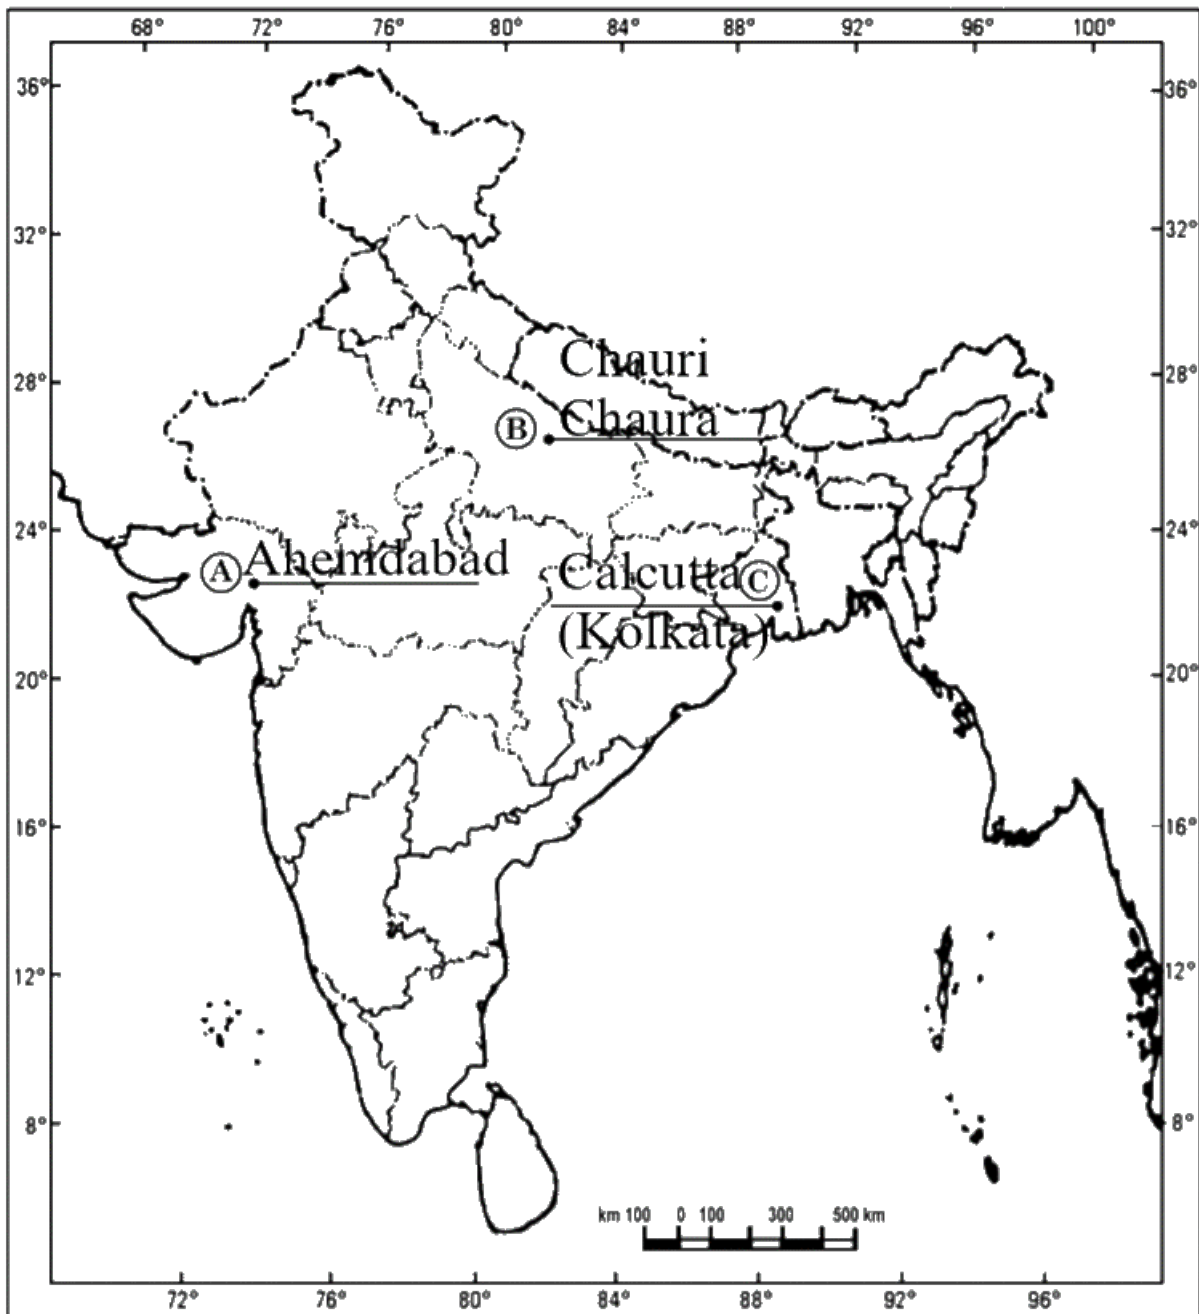 68° 72° 76° 80° 84° 88° 92° 96° 100°
36° 36°
32° 32°
28° 28°
Chauri
B Chaura
24° 24°
A Ahemdabad
Calcutta C
(Kolkata)
20° 20°
16° 16°
12° 12°
8° 8°
km 100 0 100 300 500 km
72° 76° 80° 84° 88° 92° 96°